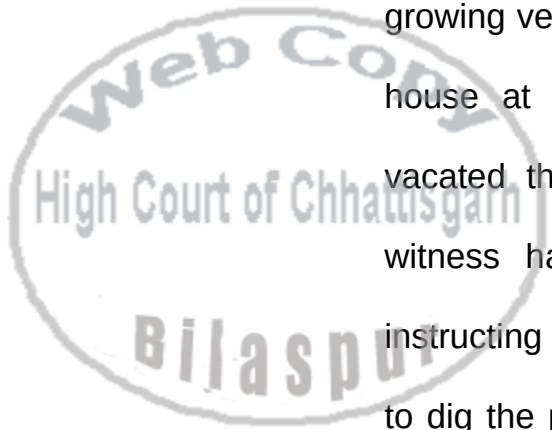 growing ve
house at
vacated th
witness ha
instructing
to dig the p
Web Copy
High Court of Chhattisgarh
Bilaspur